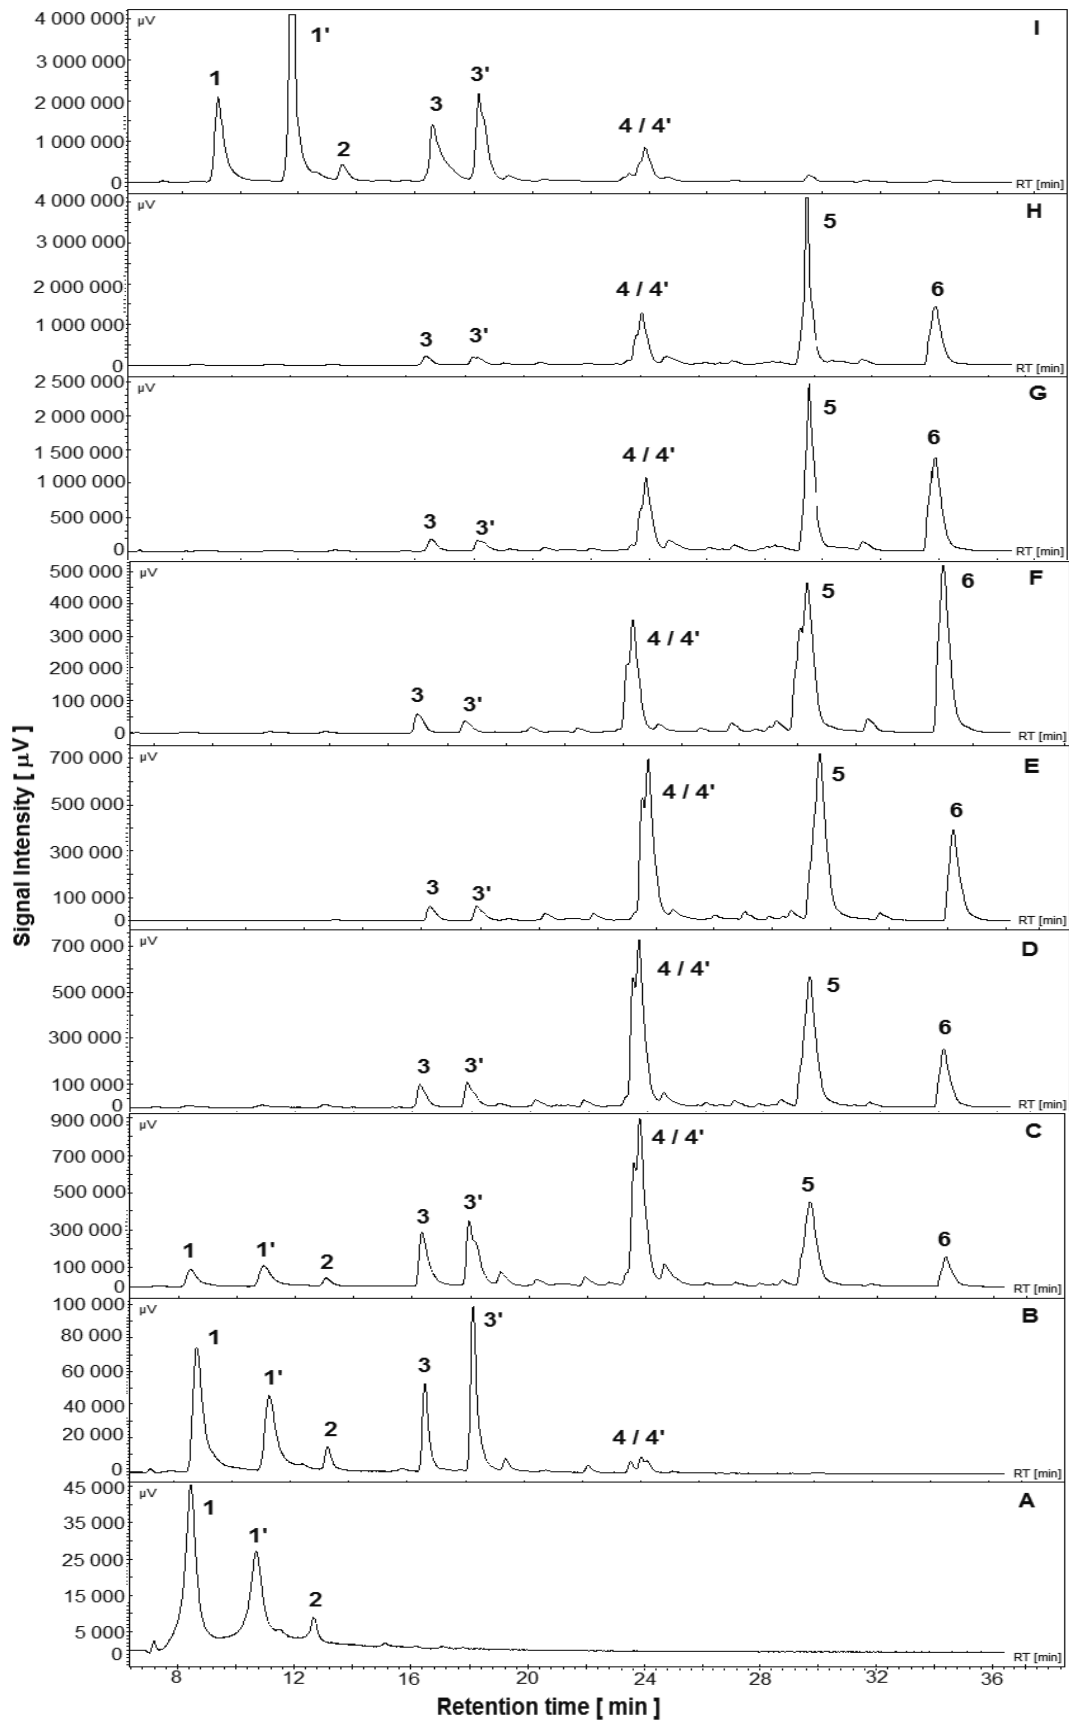 4 000 000 µV 1' I
3 000 000 1 3'
2 000 000 3
1 000 000 2 4 / 4'
0 RT [min]
4 000 000 µV H
3 000 000 5
2 000 000 4 / 4' 6
1 000 000 3 3'
0 RT [min]
2 500 000 µV G
2 000 000 5
1 500 000 4 / 4' 6
1 000 000
500 000 3 3'
0 RT [min]
500 000 µV 6 F
400 000 5
300 000 4 / 4'
200 000
100 000 3 3'
0 RT [min]
700 000 µV 5 E
500 000 4 / 4' 6
300 000
100 000 3 3'
0 RT [min]
700 000 µV 4 / 4' D
500 000 5
300 000 3 3' 6
100 000
0 RT [min]
900 000 µV 4 / 4' C
700 000
500 000 3' 5
300 000 1 1' 2 3 6
100 000
0 RT [min]
100 000 µV 3' B
80 000 1
60 000 1' 3
40 000 2 4 / 4'
20 000
0 RT [min]
45 000 µV 1 A
35 000 1'
25 000
15 000 2
5 000
0 RT [min]
8 12 16 20 24 28 32 36
Retention time [ min ]
Signal Intensity [ µV ]